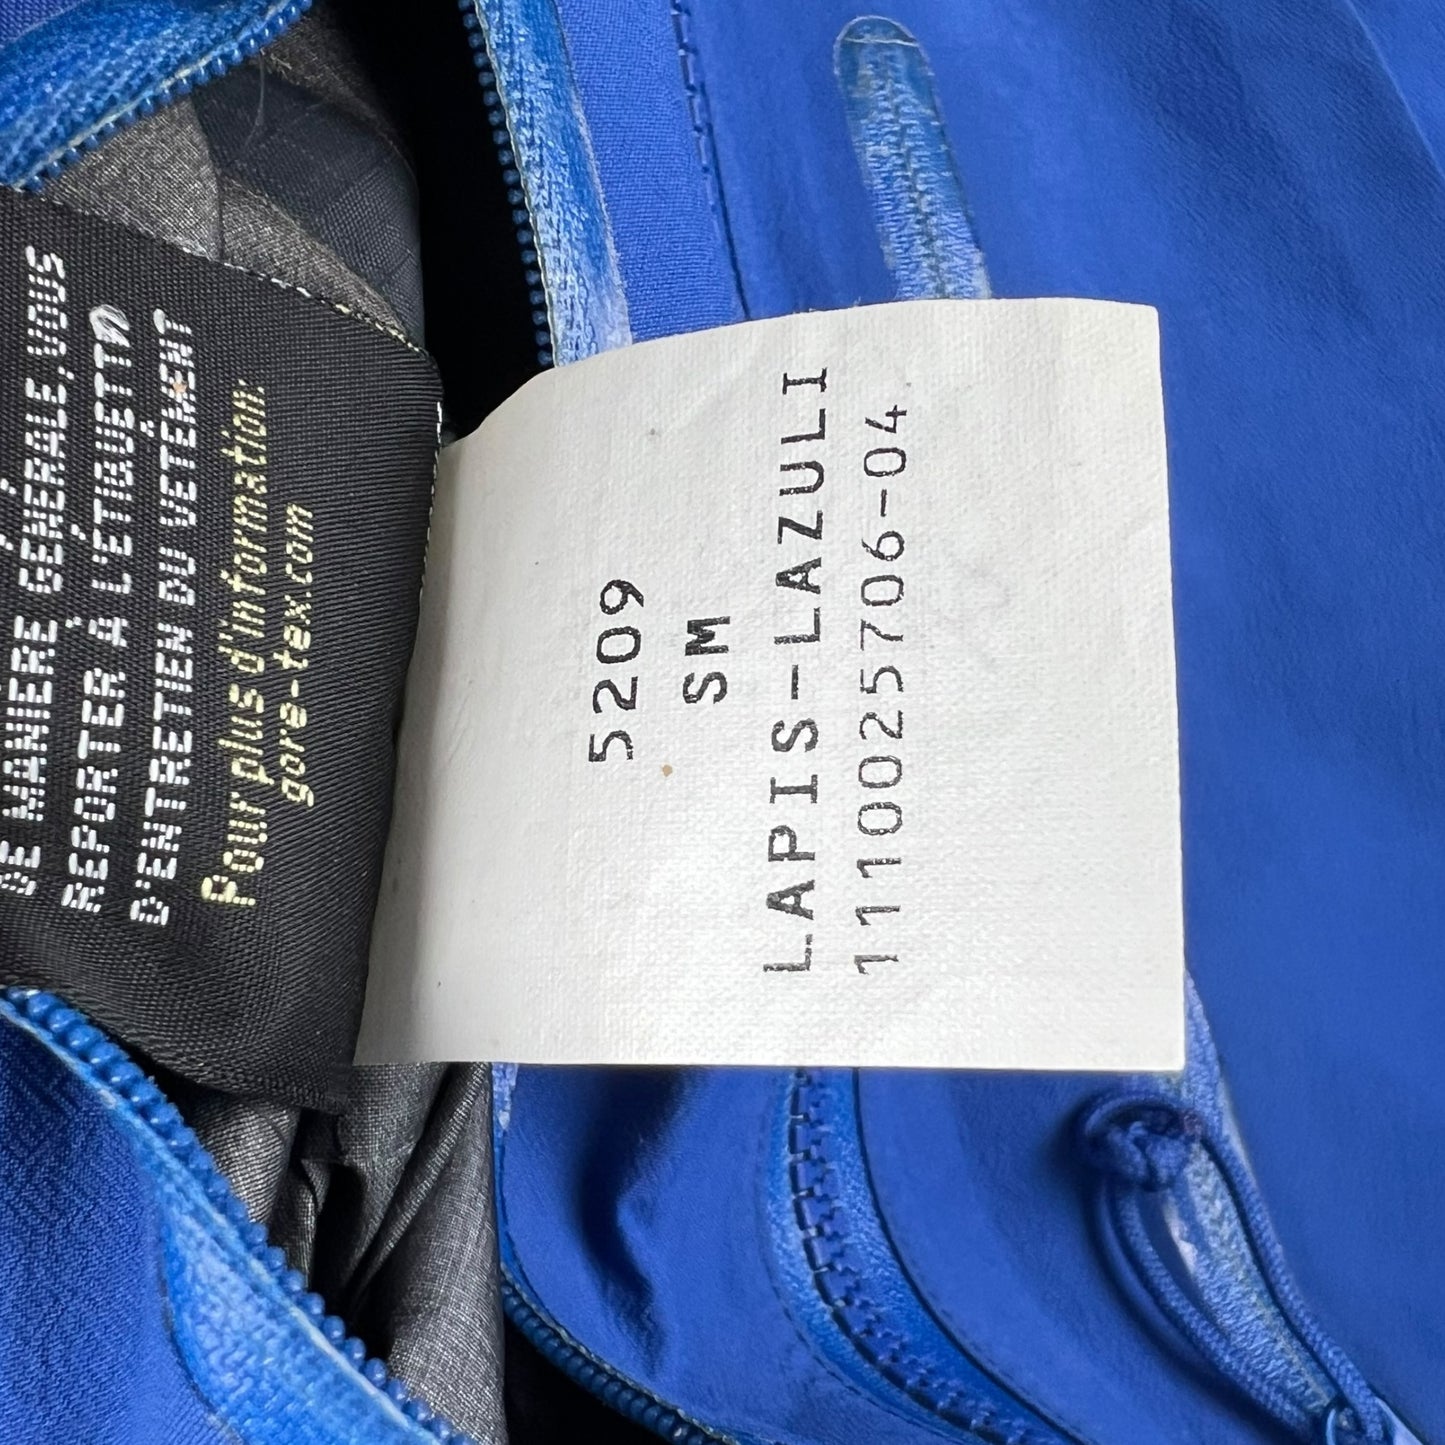 DE MANIÈRE GÉNÉRALE, VOUS
REPORTER À L'ÉTIQUETTE
D'ENTRETIEN DU VÊTEMENT
Pour plus d'information:
gore-tex.com
5209
SM
LAPIS-LAZULI
1110025706-04